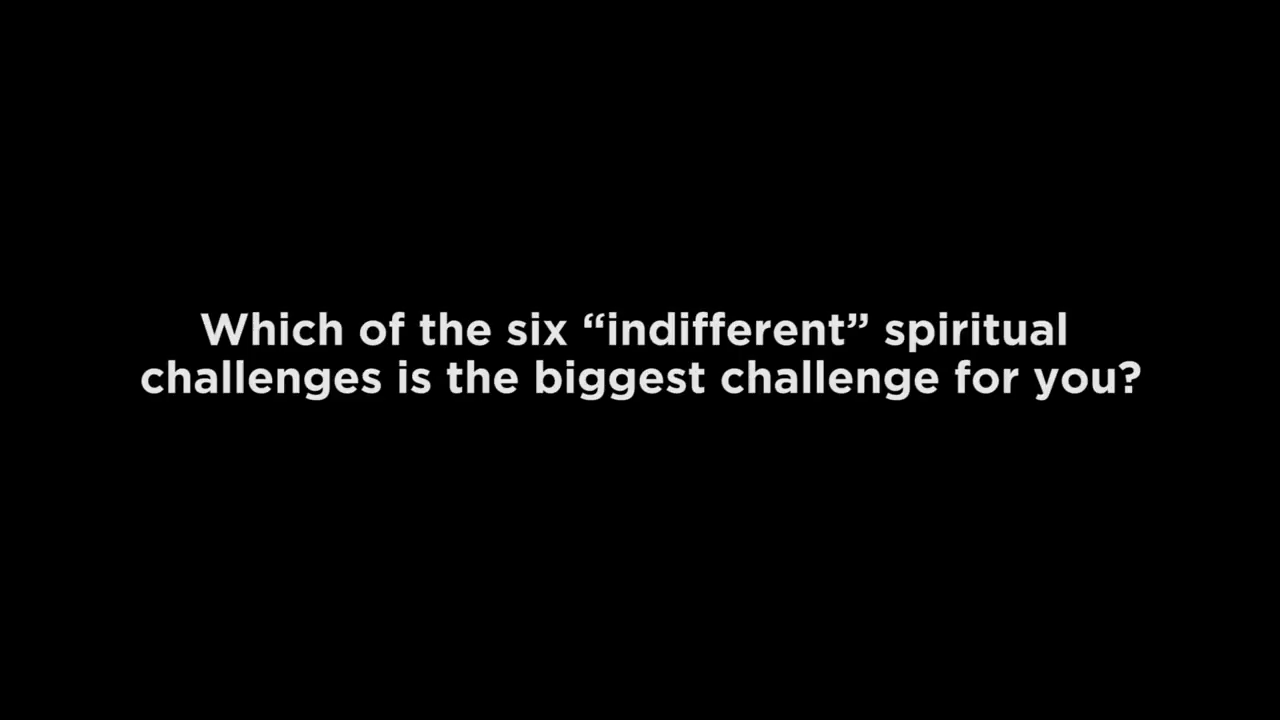 Which of the six “indifferent” spiritual
challenges is the biggest challenge for you?